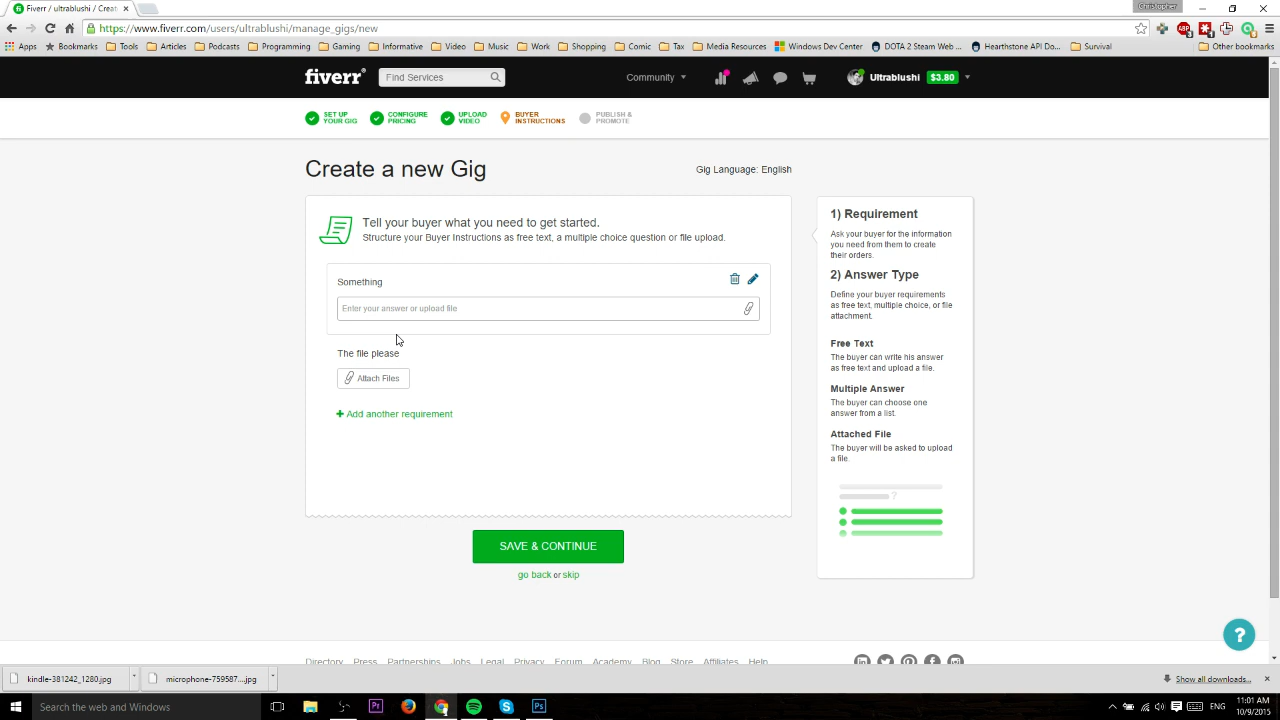 Fiverr / ultrablushi / Crea
Christopher
https://www.fiverr.com/users/ultrablushi/manage_gigs/new
Apps Bookmarks Tools Articles Podcasts Programming Gaming Informative Video Music Work Shopping Comic Tax Media Resources Windows Dev Center DOTA 2 Steam Web ... Hearthstone API Do... Survival Other bookmarks
fiverr® Find Services Community Ultrablushi $3.80
SET UP YOUR GIG
CONFIGURE PRICING
UPLOAD VIDEO
BUYER INSTRUCTIONS
PUBLISH & PROMOTE
Create a new Gig
Gig Language: English
Tell your buyer what you need to get started.
Structure your Buyer Instructions as free text, a multiple choice question or file upload.
Something
Enter your answer or upload file
The file please
Attach Files
+ Add another requirement
SAVE & CONTINUE
go back or skip
1) Requirement
Ask your buyer for the information
you need from them to create
their orders.
2) Answer Type
Define your buyer requirements
as free text, multiple choice, or file
attachment.
Free Text
The buyer can write his answer
as free text and upload a file.
Multiple Answer
The buyer can choose one
answer from a list.
Attached File
The buyer will be asked to upload
a file.
?
?
Directory Press Partnerships Jobs Legal Privacy Forum Academy Blog Store Affiliates Help
kindle-381242_1280.jpg
microphone-759587....jpg
Show all downloads...
Search the web and Windows
11:01 AM
10/9/2015